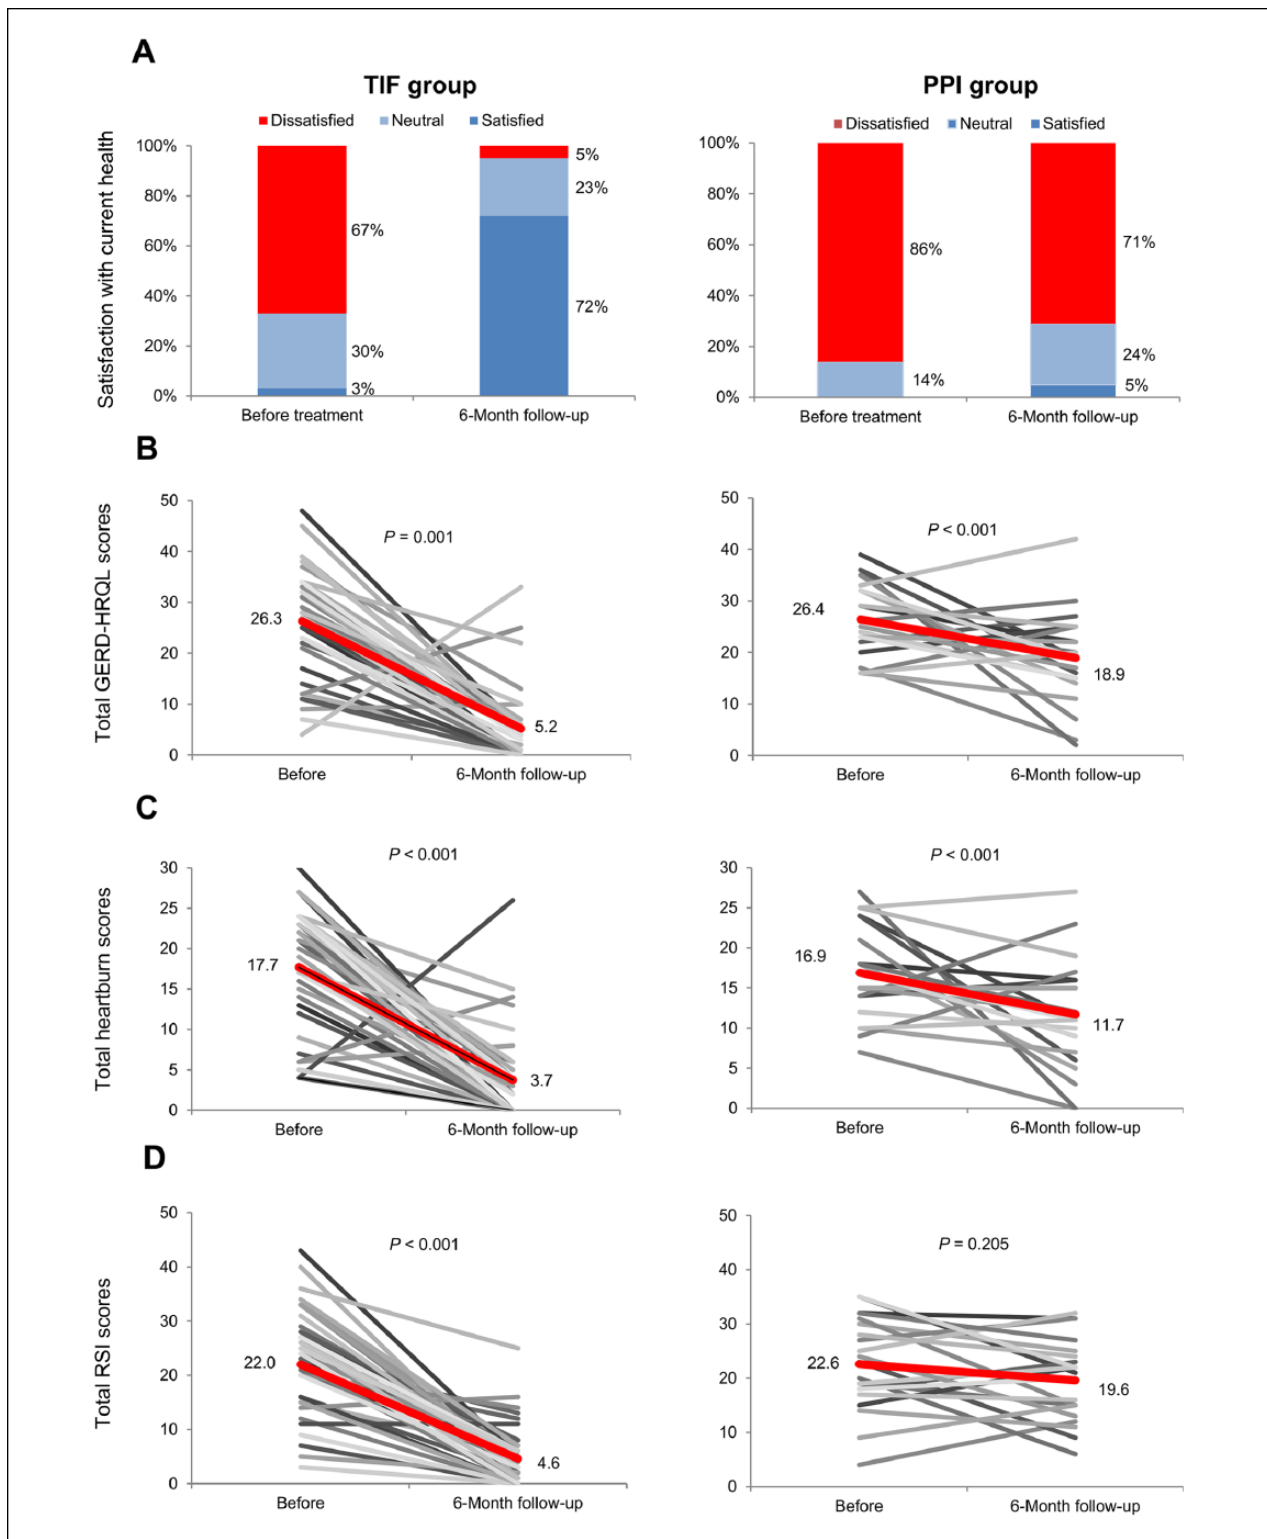 A
TIF group
PPI group
Dissatisfied Neutral Satisfied
Dissatisfied Neutral Satisfied
Satisfaction with current health
100%
80%
60%
40%
20%
0%
67%
30%
3%
5%
23%
72%
Before treatment 6-Month follow-up
100%
80%
60%
40%
20%
0%
86%
14%
71%
24%
5%
Before treatment 6-Month follow-up
B
Total GERD-HRQL scores
50
40
30
20
10
0
P = 0.001
26.3
5.2
Before 6-Month follow-up
50
40
30
20
10
0
P < 0.001
26.4
18.9
Before 6-Month follow-up
C
Total heartburn scores
30
25
20
15
10
5
0
P < 0.001
17.7
3.7
Before 6-Month follow-up
30
25
20
15
10
5
0
P < 0.001
16.9
11.7
Before 6-Month follow-up
D
Total RSI scores
50
40
30
20
10
0
P < 0.001
22.0
4.6
Before 6-Month follow-up
50
40
30
20
10
0
P = 0.205
22.6
19.6
Before 6-Month follow-up